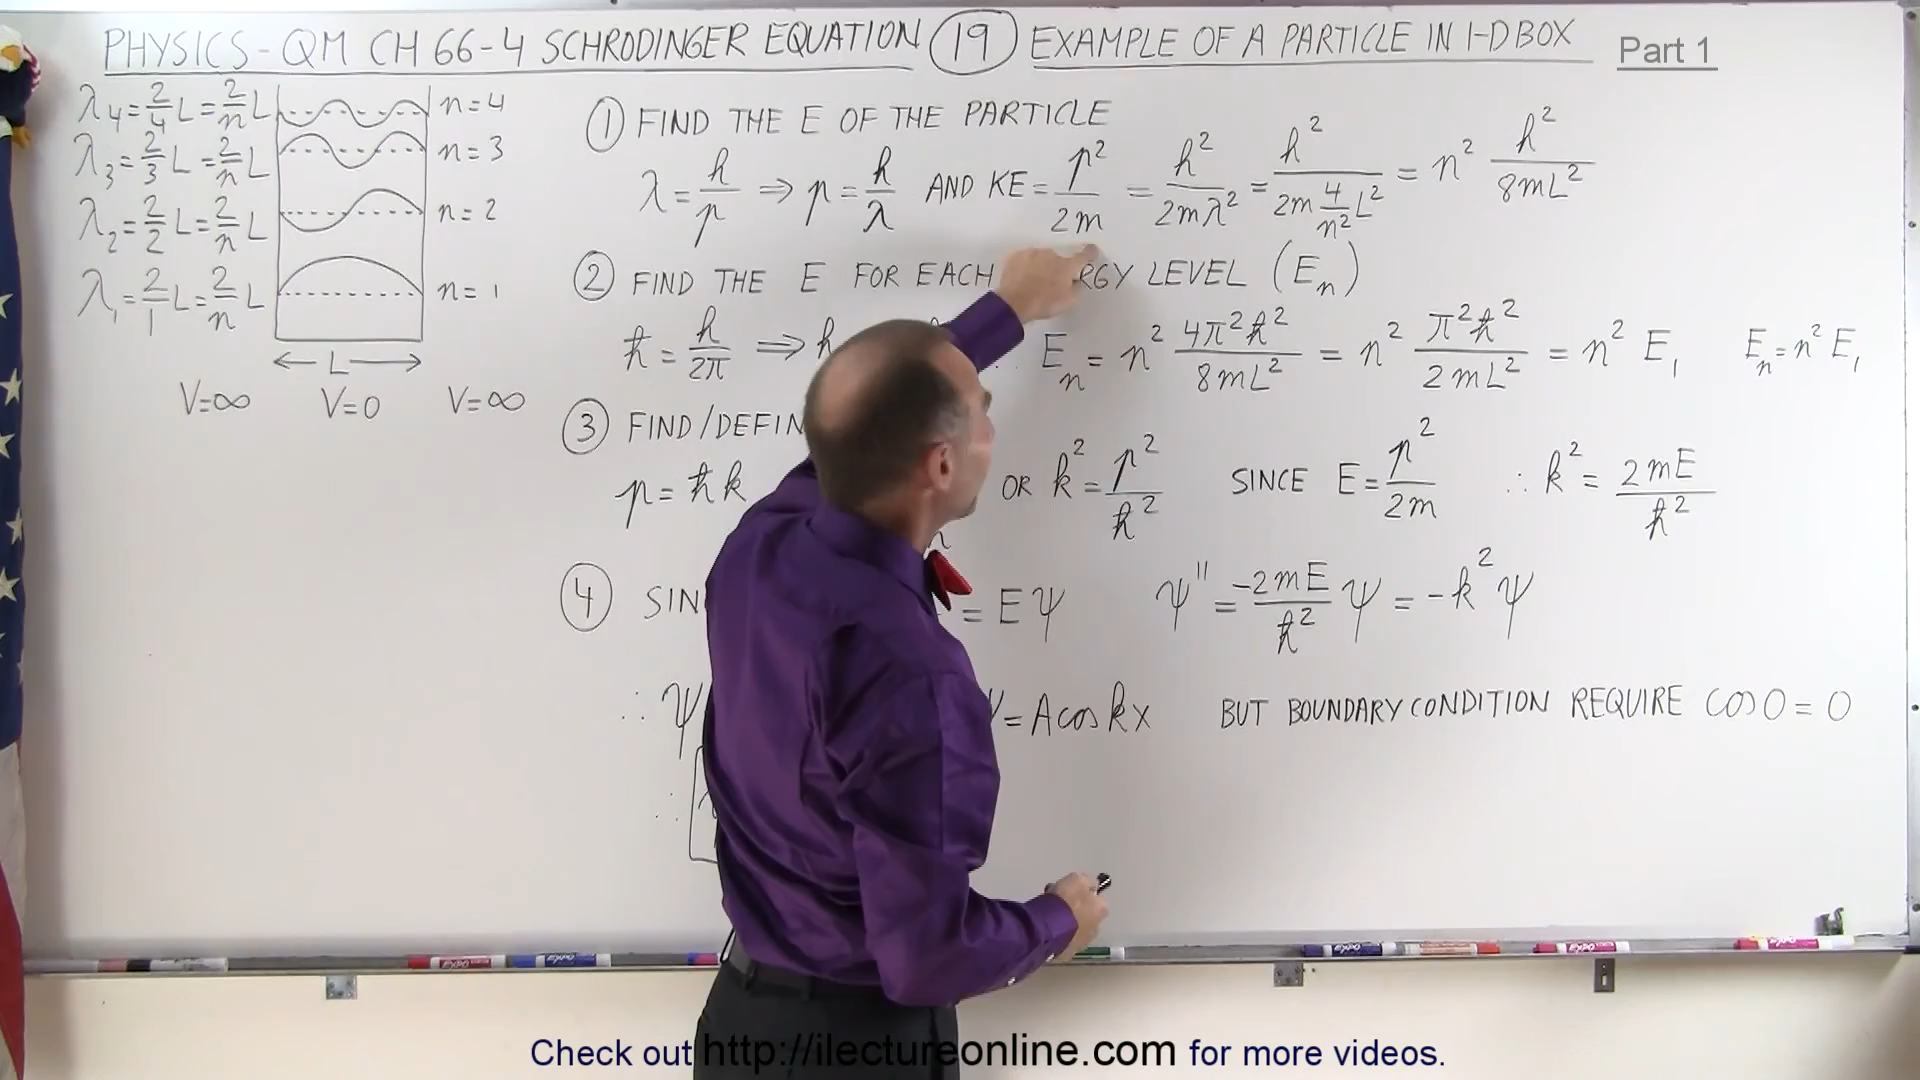 PHYSICS - QM CH 66-4 SCHRODINGER EQUATION 19 EXAMPLE OF A PARTICLE IN 1-D BOX Part 1
λ₄ = 2/4 L = 2/n L n = 4
λ₃ = 2/3 L = 2/n L n = 3
λ₂ = 2/2 L = 2/n L n = 2
λ₁ = 2/1 L = 2/n L n = 1
L
V=∞ V=0 V=∞
① FIND THE E OF THE PARTICLE
λ = h/p ⇒ p = h/λ AND KE = p²/2m = h²/2mλ² = h²/(2m 4/n² L²) = n² h²/8mL²
② FIND THE E FOR EACH LEVEL (Eₙ)
ħ = h/2π ⇒ h ∴ Eₙ = n² 4π²ħ²/8mL² = n² π²ħ²/2mL² = n² E₁ Eₙ = n² E₁
③ FIND/DEFIN
p = ħk OR k² = p²/ħ² SINCE E = p²/2m ∴ k² = 2mE/ħ²
④ SIN = Eψ ψ'' = -2mE/ħ² ψ = -k² ψ
∴ ψ = A cos kx BUT BOUNDARY CONDITION REQUIRE cos 0 = 0
∴
Check out http://ilectureonline.com for more videos.